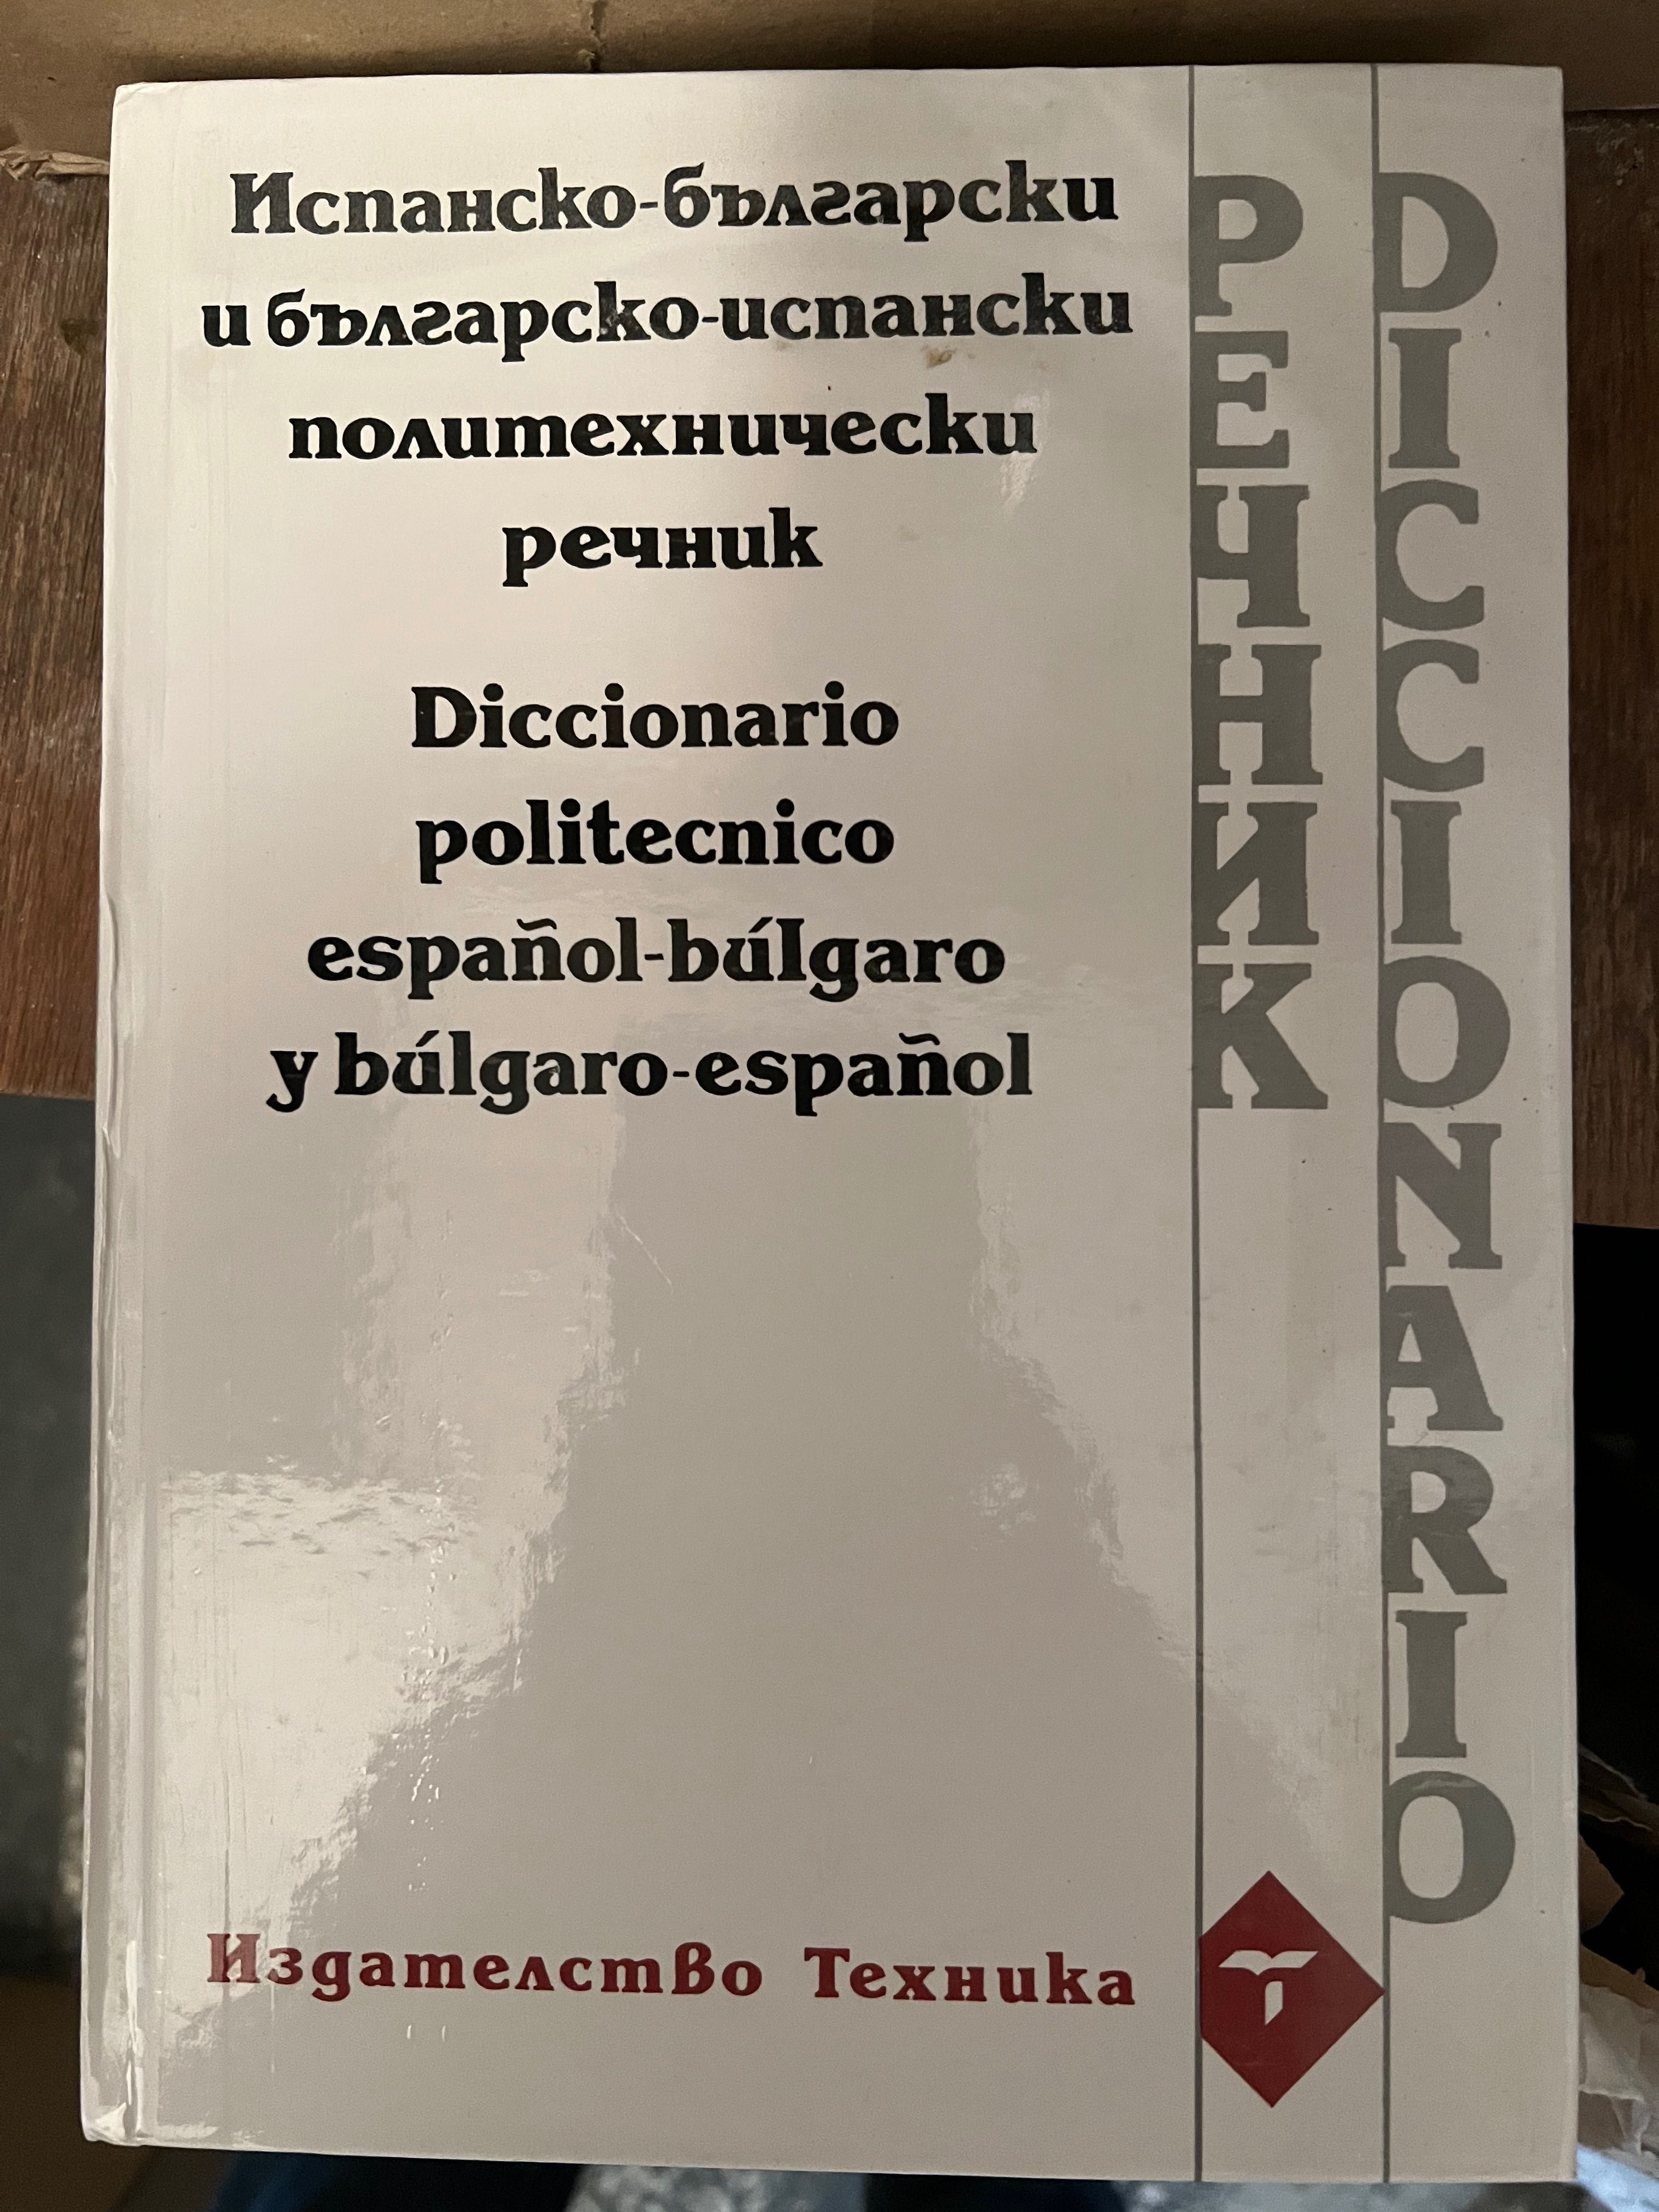 Испанско-български
и българско-испански
политехнически
речник
Diccionario
politecnico
español-búlgaro
y búlgaro-español
Издателство Техника
РЕЧНИК
DICCIONARIO